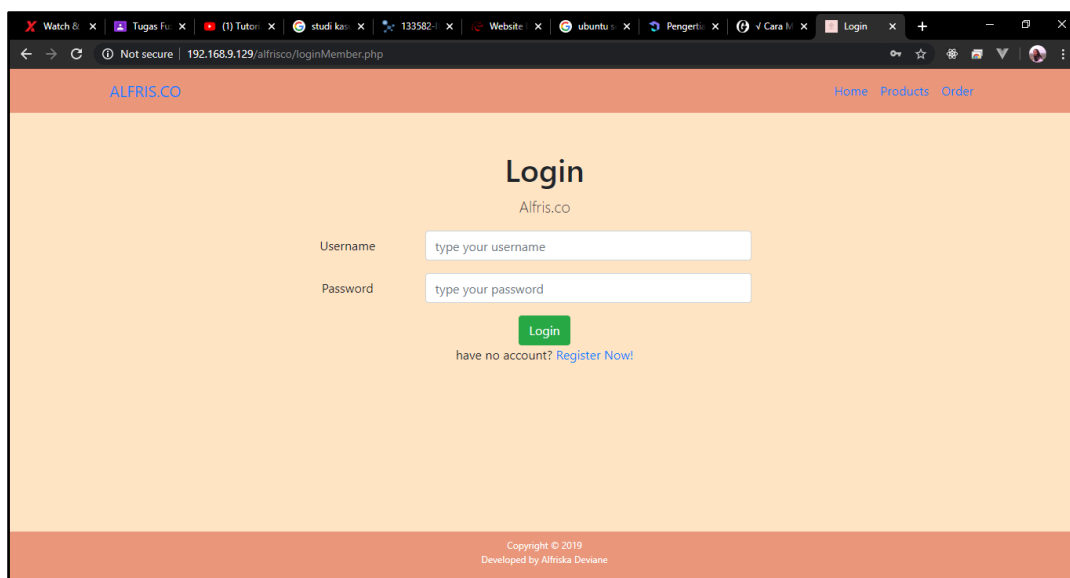 Watch &
Tugas Fu
(1) Tutori
studi kas
133582-
Website
ubuntu s
Pengertia
√ Cara M
Login
Not secure | 192.168.9.129/alfrisco/loginMember.php
ALFRIS.CO
Home Products Order
Login
Alfris.co
Username type your username
Password type your password
Login
have no account? Register Now!
Copyright © 2019
Developed by Alfriska Deviane